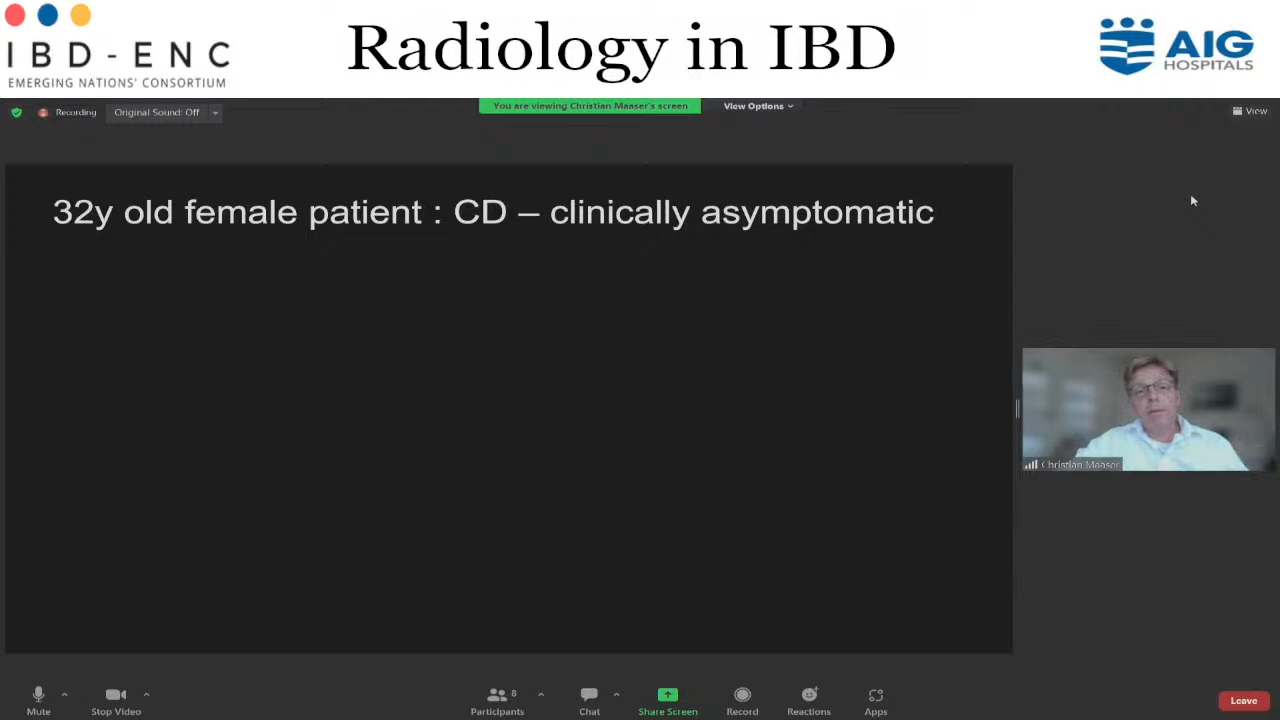 IBD-ENC
EMERGING NATIONS' CONSORTIUM
Radiology in IBD
AIG
HOSPITALS
Recording
Original Sound: Off
You are viewing Christian Maaser's screen
View Options
View
32y old female patient : CD – clinically asymptomatic
Christian Maaser
Mute
Stop Video
Participants
8
Chat
Share Screen
Record
Reactions
Apps
Leave